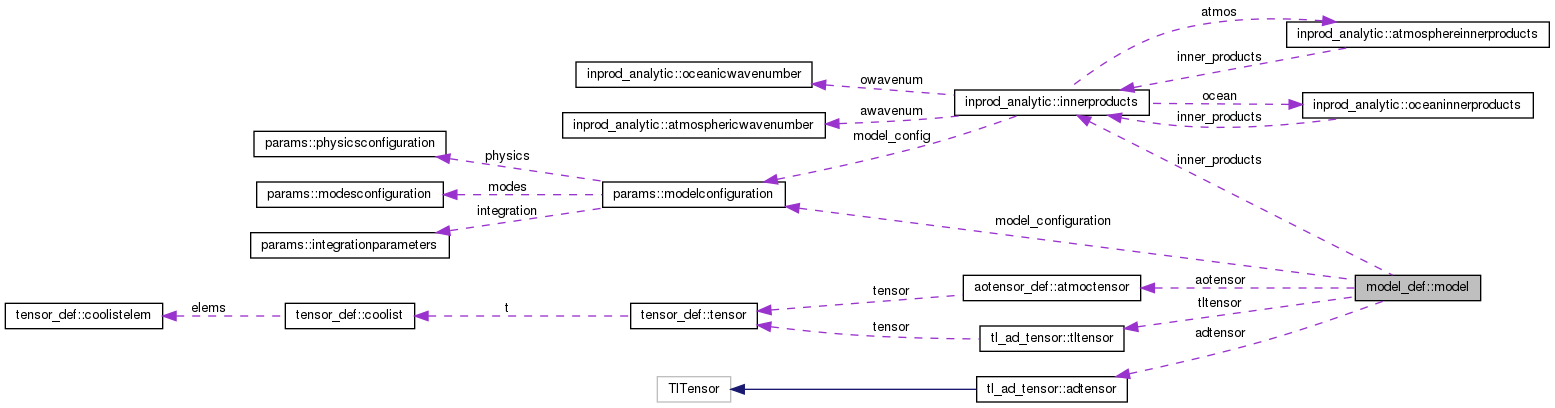 atmos
inprod_analytic::atmosphereinnerproducts
inner_products
inprod_analytic::oceanicwavenumber
owavenum
inprod_analytic::innerproducts
ocean
inprod_analytic::oceaninnerproducts
inner_products
inprod_analytic::atmosphericwavenumber
awavenum
model_config
params::physicsconfiguration
physics
inner_products
params::modesconfiguration
modes
params::modelconfiguration
integration
model_configuration
params::integrationparameters
aotensor_def::atmoctensor
aotensor
model_def::model
tensor
tltensor
tensor_def::coolistelem
elems
tensor_def::coolist
t
tensor_def::tensor
tensor
tl_ad_tensor::tltensor
adtensor
TlTensor
tl_ad_tensor::adtensor